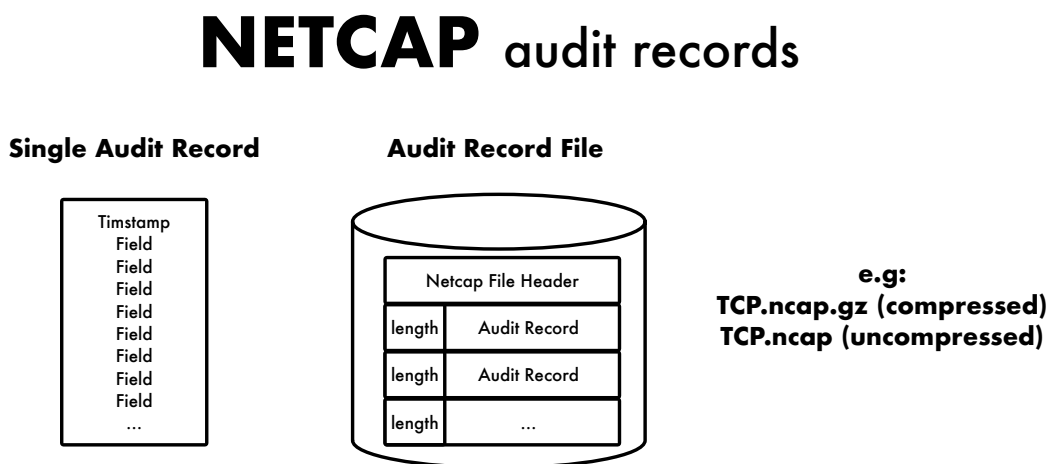 NETCAP audit records
Single Audit Record
Timstamp
Field
Field
Field
Field
Field
Field
Field
Field
...
Audit Record File
Netcap File Header
length Audit Record
length Audit Record
length ...
e.g:
TCP.ncap.gz (compressed)
TCP.ncap (uncompressed)